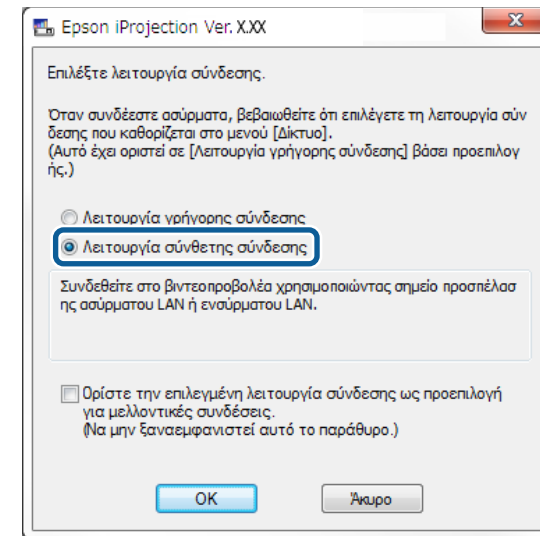 Epson iProjection Ver. X.XX
Επιλέξτε λειτουργία σύνδεσης.
Όταν συνδέεστε ασύρματα, βεβαιωθείτε ότι επιλέγετε τη λειτουργία σύν
δεσης που καθορίζεται στο μενού [Δίκτυο].
(Αυτό έχει οριστεί σε [Λειτουργία γρήγορης σύνδεσης] βάσει προεπιλογ
ής.)
Λειτουργία γρήγορης σύνδεσης
Λειτουργία σύνθετης σύνδεσης
Συνδεθείτε στο βιντεοπροβολέα χρησιμοποιώντας σημείο προσπέλασ
ης ασύρματου LAN ή ενσύρματου LAN.
Ορίστε την επιλεγμένη λειτουργία σύνδεσης ως προεπιλογή
για μελλοντικές συνδέσεις.
(Να μην ξαναεμφανιστεί αυτό το παράθυρο.)
OK
Άκυρο